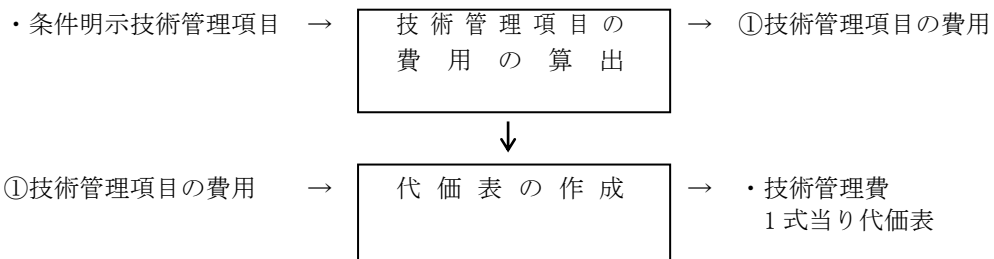 ・条件明示技術管理項目 → 技術管理項目の → ①技術管理項目の費用
費用の算出
↓
①技術管理項目の費用 → 代価表の作成 → ・技術管理費
1式当り代価表